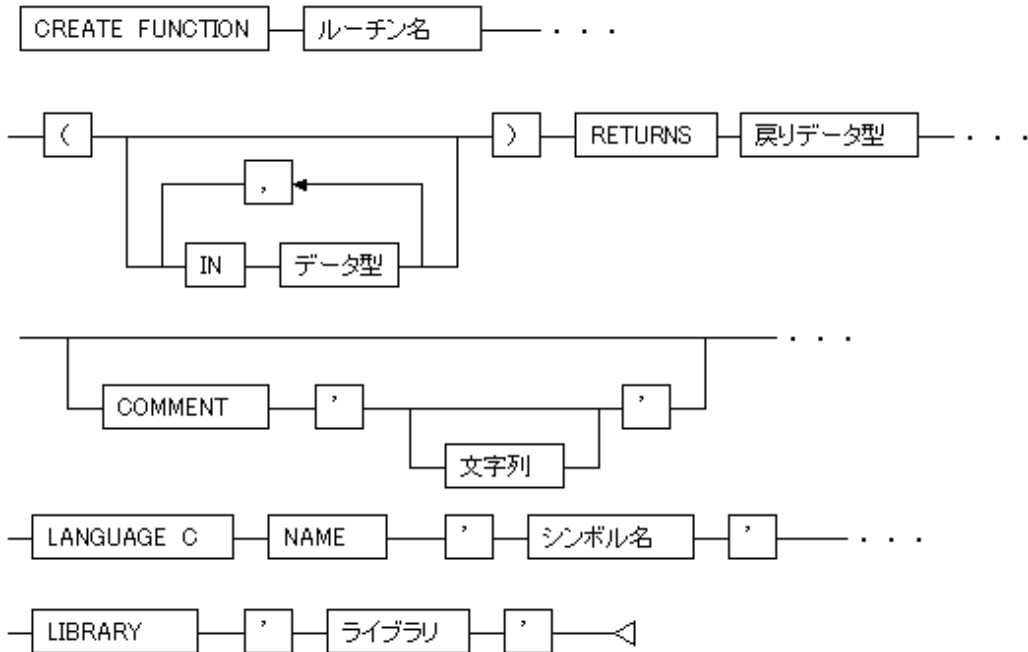 CREATE FUNCTION ルーチン名 ・・・
( ) RETURNS 戻りデータ型 ・・・
,
IN データ型
・・・
COMMENT ' '
文字列
LANGUAGE C NAME ' シンボル名 ' ・・・
LIBRARY ' ライブラリ '